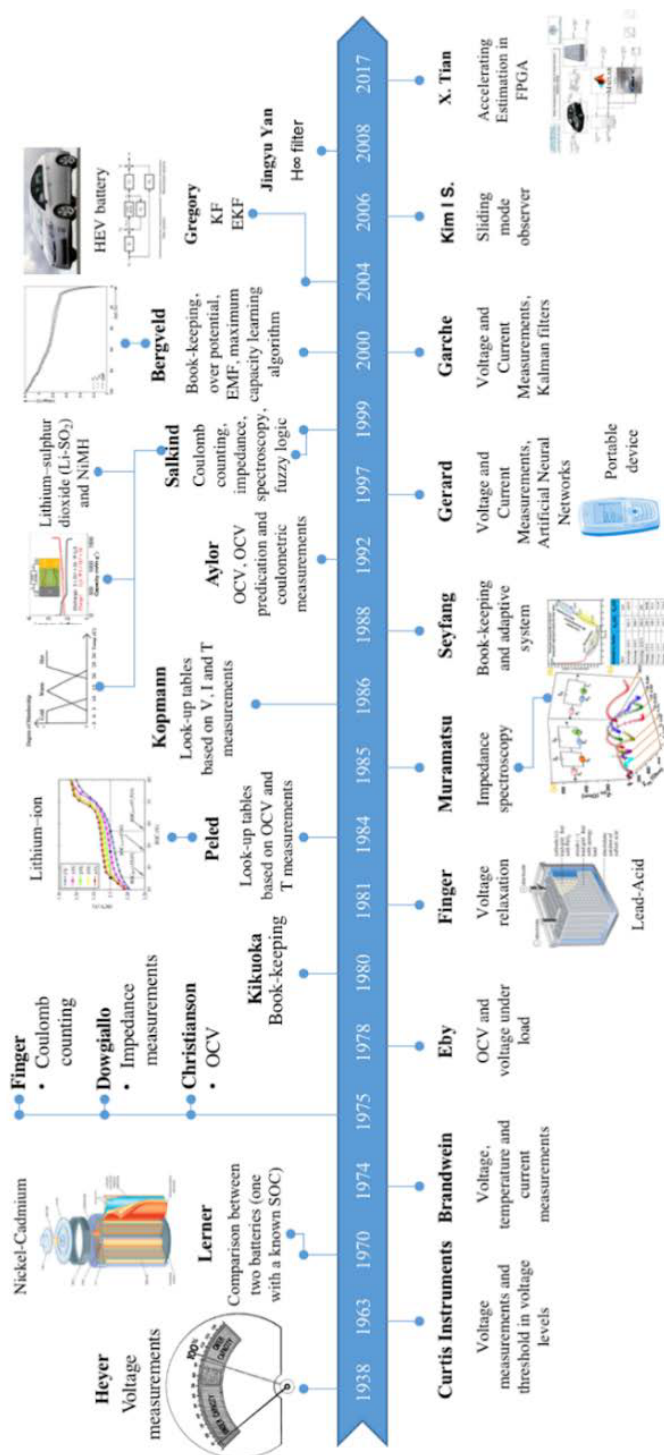 Heyer
Voltage
measurements
100%
UNDER CAPACITY
OVER
CAPACITY
Nickel-Cadmium
Lerner
Comparison between
two batteries (one
with a known SOC)
Finger
• Coulomb
counting
Dowgiallo
• Impedance
measurements
Christianson
• OCV
Kikuoka
Book-keeping
Lithium–ion
Peled
Look-up tables
based on OCV and
T measurements
Kopmann
Look-up tables
based on V, I and T
measurements
Degree of Membership
Lithium–sulphur
dioxide (Li-SO₂)
and NiMH
Aylor
OCV, OCV
predication and
coulometric
measurements
Salkind
Coulomb
counting,
impedance,
spectroscopy,
fuzzy logic
Bergveld
Book-keeping,
over potential,
EMF, maximum
capacity learning
algorithm
HEV battery
Gregory
KF
EKF
Jingyu Yan
H∞ filter
1938
1963
1970
1974
1975
1978
1980
1981
1984
1985
1986
1988
1992
1997
1999
2000
2004
2006
2008
2017
Curtis Instruments
Voltage
measurements and
threshold in voltage
levels
Brandwein
Voltage,
temperature and
current
measurements
Eby
OCV and
voltage under
load
Finger
Voltage
relaxation
Lead-Acid
Muramatsu
Impedance
spectroscopy
Seyfang
Book-keeping
and adaptive
system
Gerard
Voltage and
Current
Measurements,
Artificial Neural
Networks
Portable
device
Garche
Voltage and
Current
Measurements,
Kalman filters
Kim I S.
Sliding
mode
observer
X. Tian
Accelerating
Estimation in
FPGA